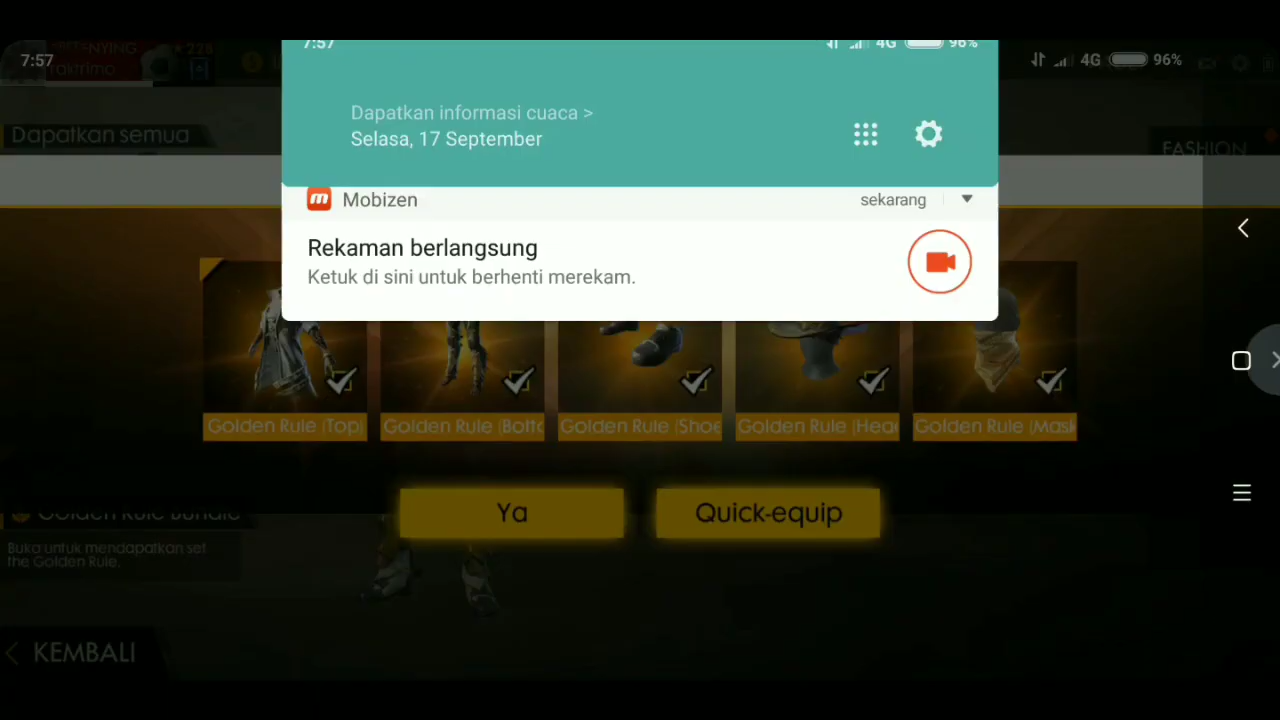 7:57
4G 96%
7:57
4G 96%
Dapatkan informasi cuaca >
Selasa, 17 September
Dapatkan semua
FASHION
Mobizen
sekarang
Rekaman berlangsung
Ketuk di sini untuk berhenti merekam.
Golden Rule (Top)
Golden Rule (Bott
Golden Rule (Shoe
Golden Rule (Head
Golden Rule (Mask
Ya
Quick-equip
Golden Rule Bundle
Buka untuk mendapatkan set
the Golden Rule.
KEMBALI